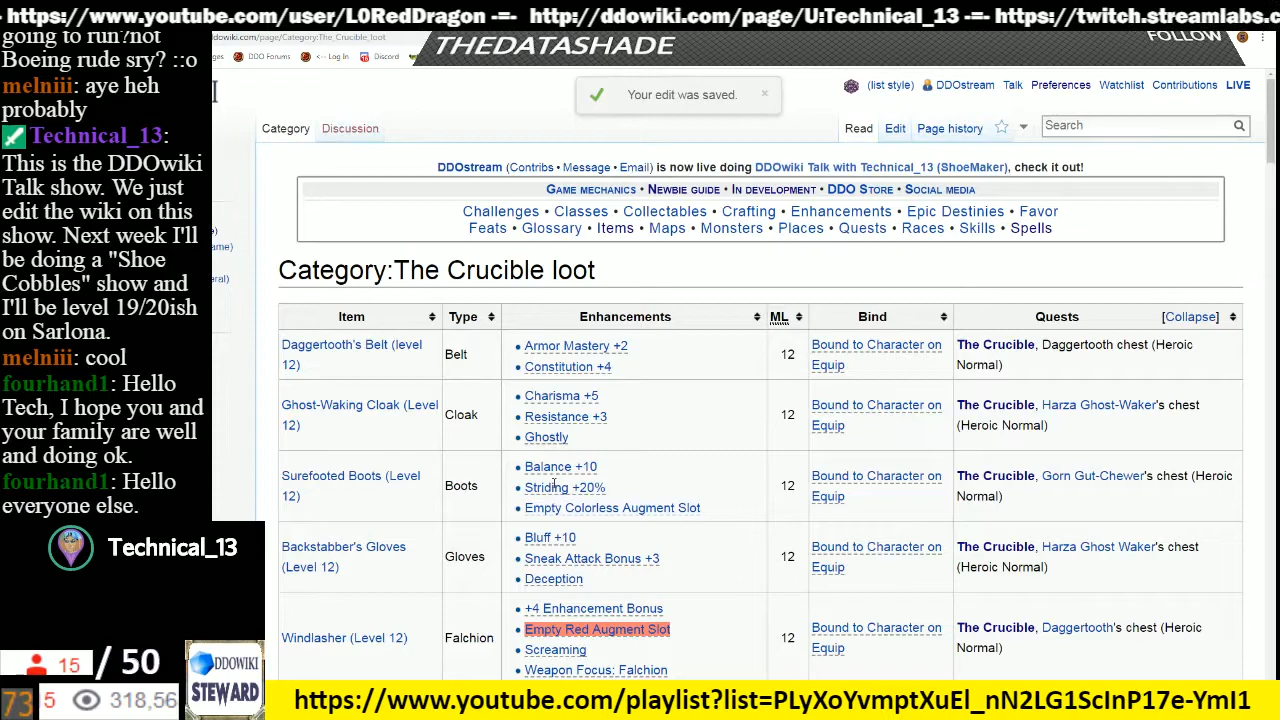 https://www.youtube.com/user/L0RedDragon -=- http://ddowiki.com/page/U:Technical_13 -=- https://twitch.streamlabs.c
going to run?not
Boeing rude sry? ::o
melniii: aye heh
probably
Technical_13:
This is the DDOwiki
Talk show. We just
edit the wiki on this
show. Next week I'll
be doing a "Shoe
Cobbles" show and
I'll be level 19/20ish
on Sarlona.
melniii: cool
fourhand1: Hello
Tech, I hope you and
your family are well
and doing ok.
fourhand1: Hello
everyone else.
Technical_13
15 / 50
DDOWIKI
STEWARD
73 5 318,56
ddowiki.com/page/Category:The_Crucible_loot
DDO Forums <-- Log In Discord
THEDATASHADE
FOLLOW
Your edit was saved. ×
(list style) DDOstream Talk Preferences Watchlist Contributions LIVE
Category Discussion Read Edit Page history Search
DDOstream (Contribs • Message • Email) is now live doing DDOwiki Talk with Technical_13 (ShoeMaker), check it out!
Game mechanics • Newbie guide • In development • DDO Store • Social media
Challenges • Classes • Collectables • Crafting • Enhancements • Epic Destinies • Favor
Feats • Glossary • Items • Maps • Monsters • Places • Quests • Races • Skills • Spells
Category:The Crucible loot
Item Type Enhancements ML Bind Quests [Collapse]
Daggertooth's Belt (level
12)
Belt
• Armor Mastery +2
• Constitution +4
12
Bound to Character on
Equip
The Crucible, Daggertooth chest (Heroic
Normal)
Ghost-Waking Cloak (Level
12)
Cloak
• Charisma +5
• Resistance +3
• Ghostly
12
Bound to Character on
Equip
The Crucible, Harza Ghost-Waker's chest
(Heroic Normal)
Surefooted Boots (Level
12)
Boots
• Balance +10
• Striding +20%
• Empty Colorless Augment Slot
12
Bound to Character on
Equip
The Crucible, Gorn Gut-Chewer's chest (Heroic
Normal)
Backstabber's Gloves
(Level 12)
Gloves
• Bluff +10
• Sneak Attack Bonus +3
• Deception
12
Bound to Character on
Equip
The Crucible, Harza Ghost Waker's chest
(Heroic Normal)
Windlasher (Level 12)
Falchion
• +4 Enhancement Bonus
• Empty Red Augment Slot
• Screaming
• Weapon Focus: Falchion
12
Bound to Character on
Equip
The Crucible, Daggertooth's chest (Heroic
Normal)
ame)
ral)
https://www.youtube.com/playlist?list=PLyXoYvmptXuEl_nN2LG1ScInP17e-YmI1